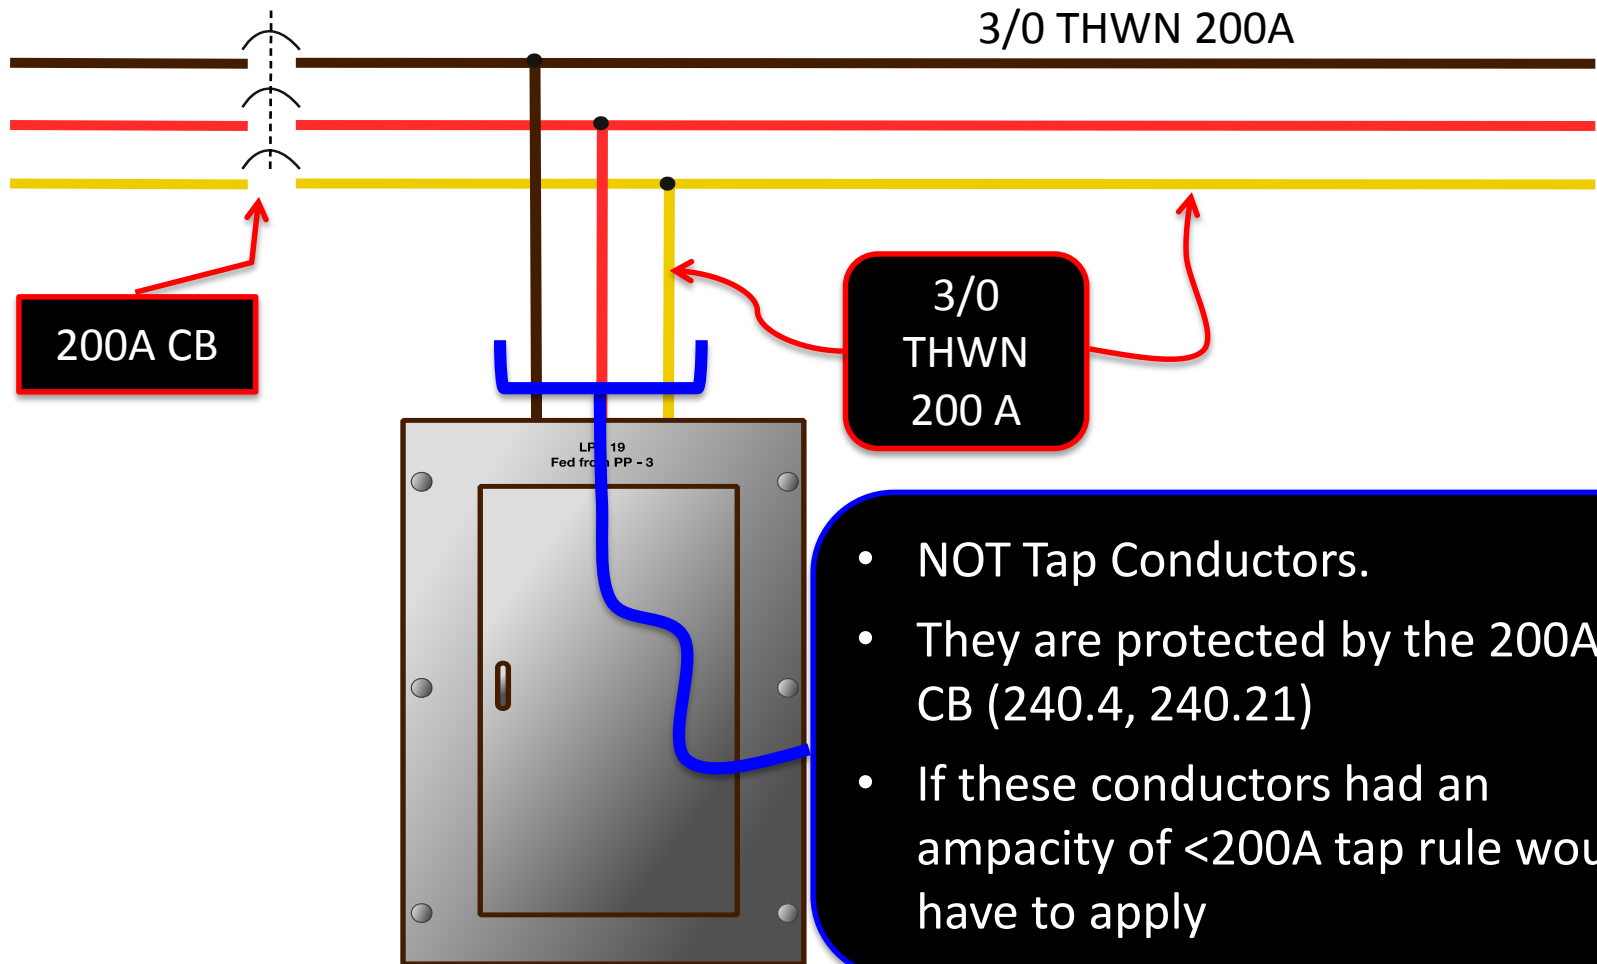 3/0 THWN 200A
200A CB
3/0
THWN
200 A
LP 19
Fed from PP - 3
• NOT Tap Conductors.
• They are protected by the 200A
CB (240.4, 240.21)
• If these conductors had an
ampacity of <200A tap rule wou
have to apply